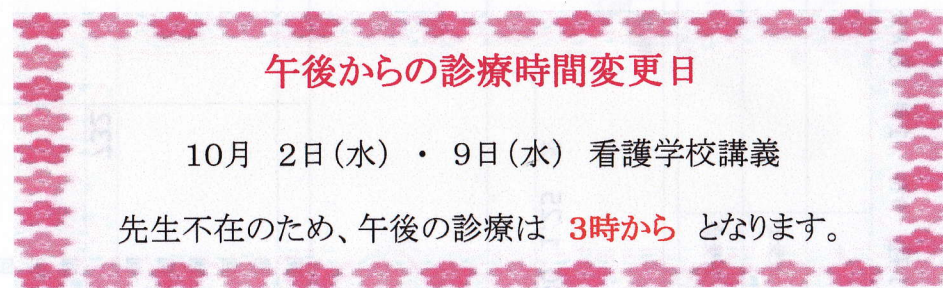 午後からの診療時間変更日
10月 2日(水) ・ 9日(水) 看護学校講義
先生不在のため、午後の診療は 3時から となります。